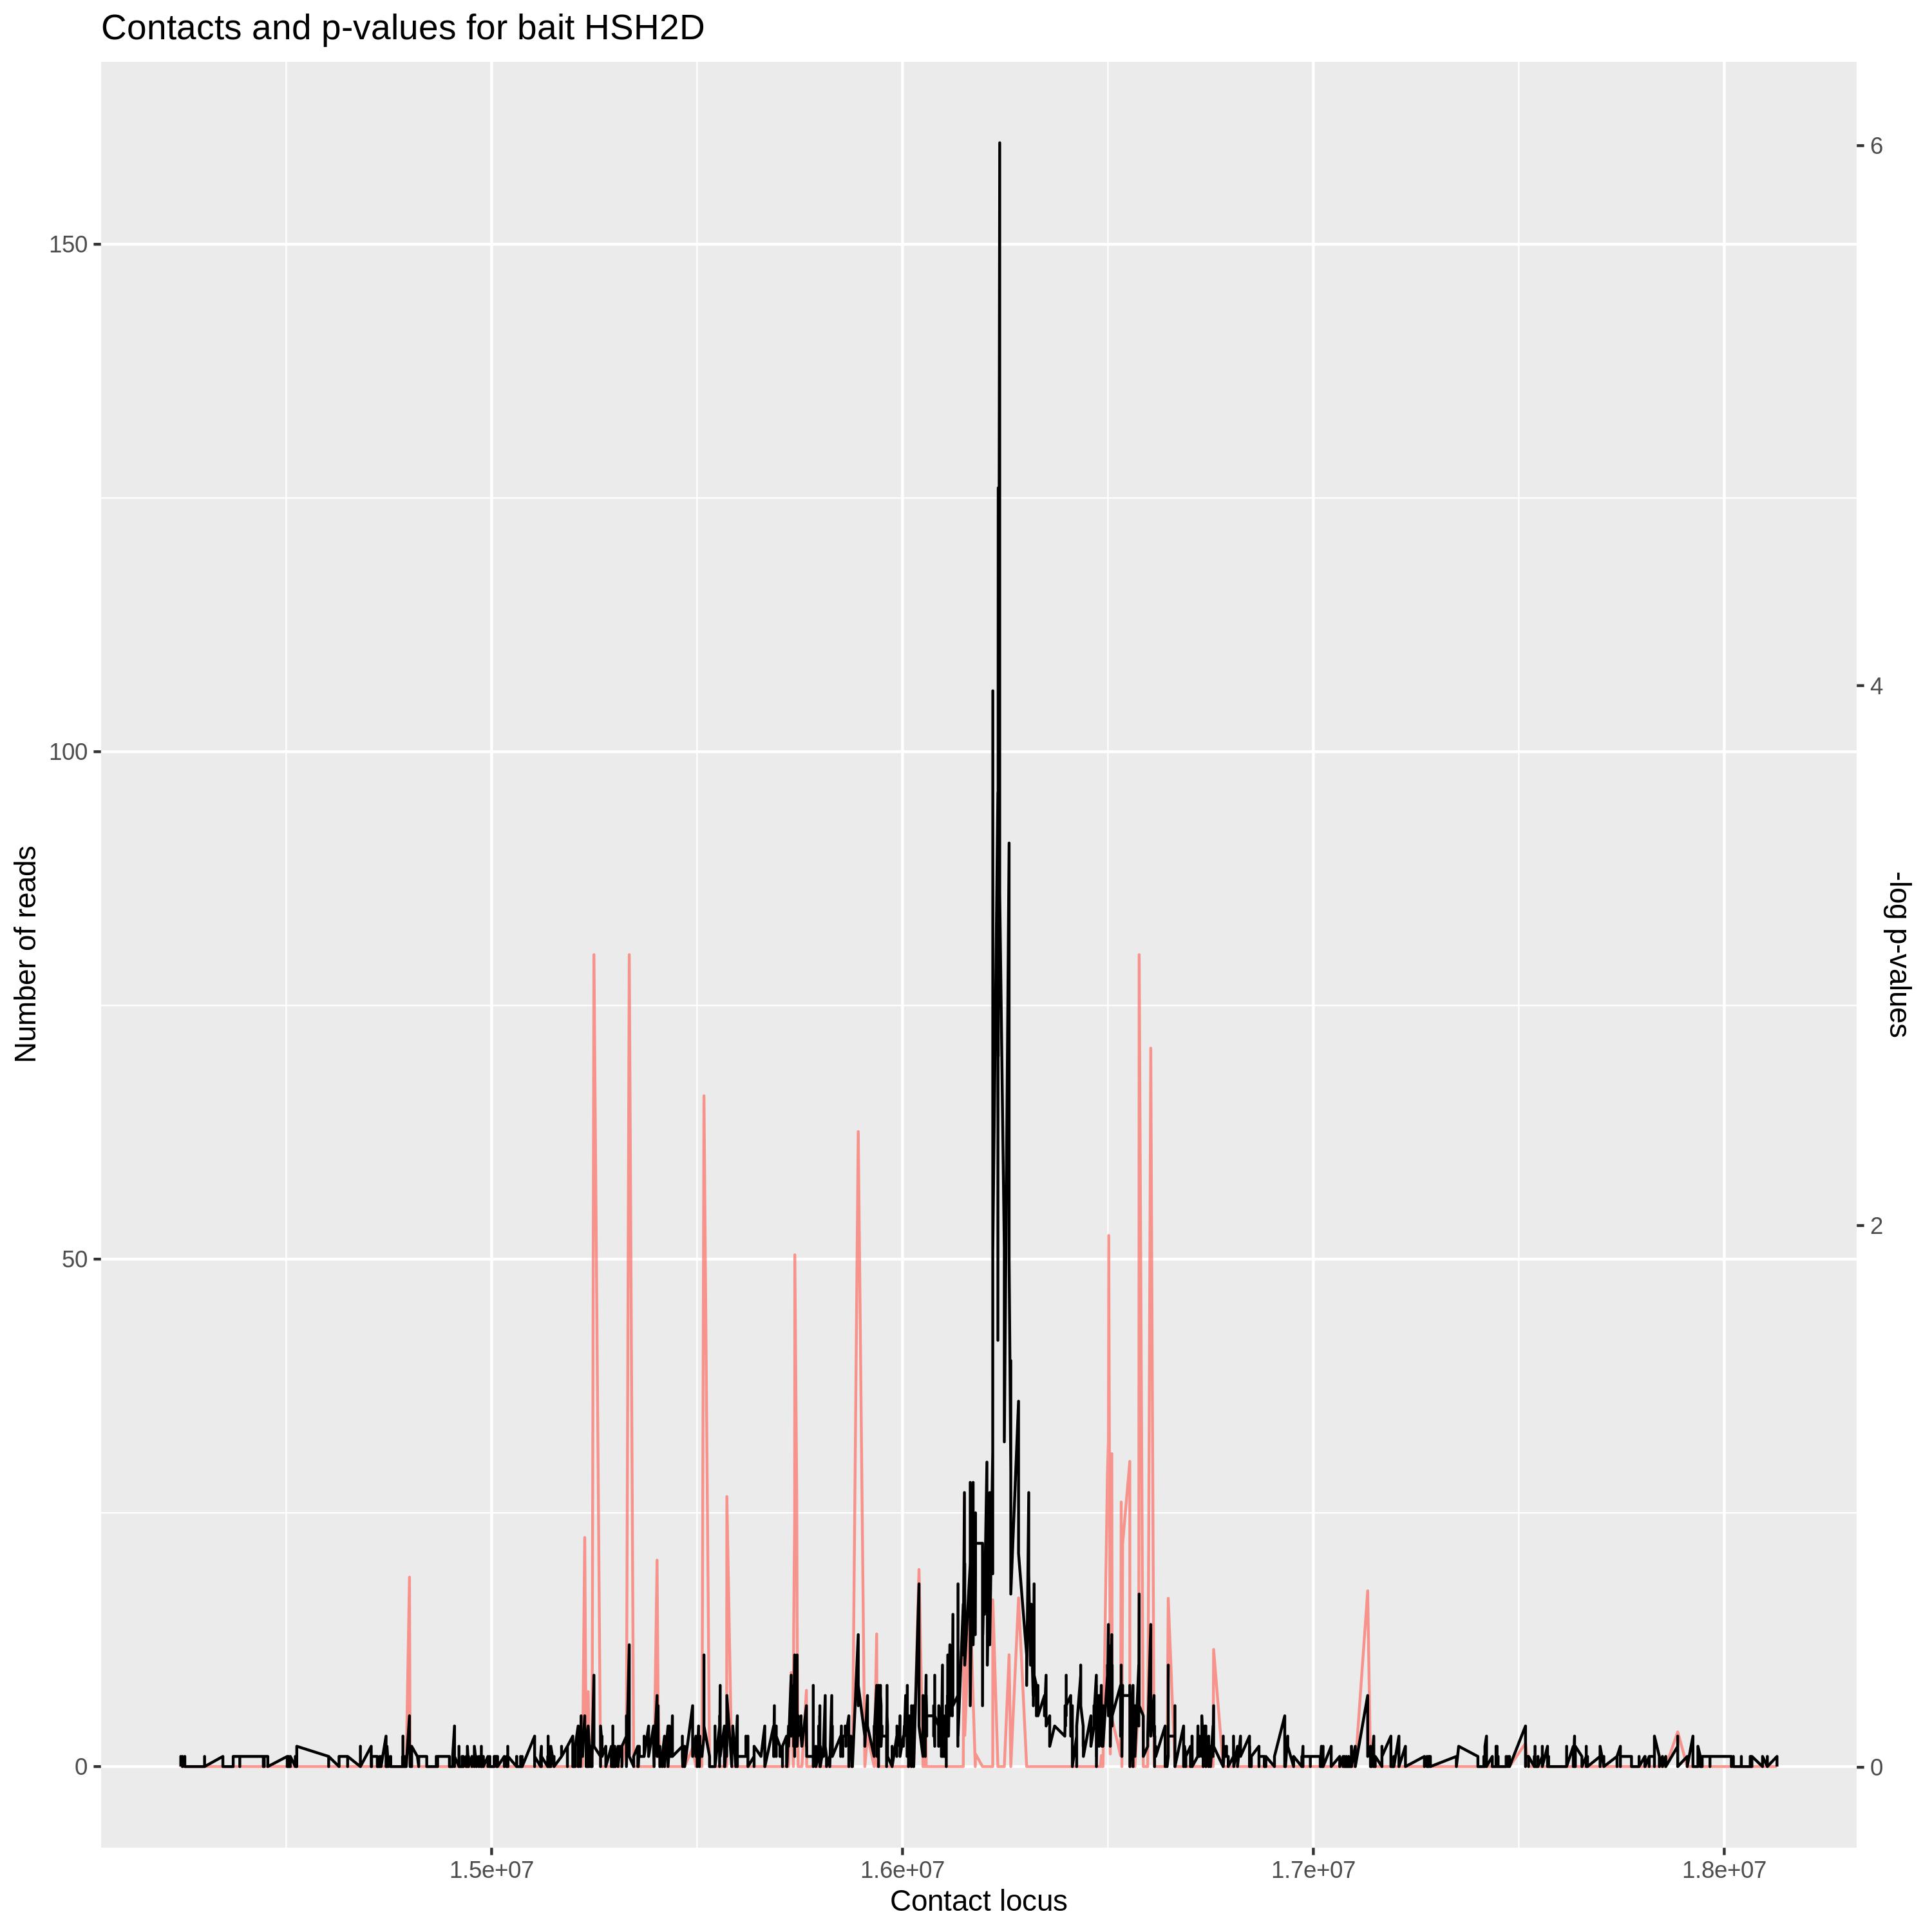 Contacts and p-values for bait HSH2D
150
100
50
0
Number of reads
6
4
2
0
-log p-values
1.5e+07
1.6e+07
1.7e+07
1.8e+07
Contact locus